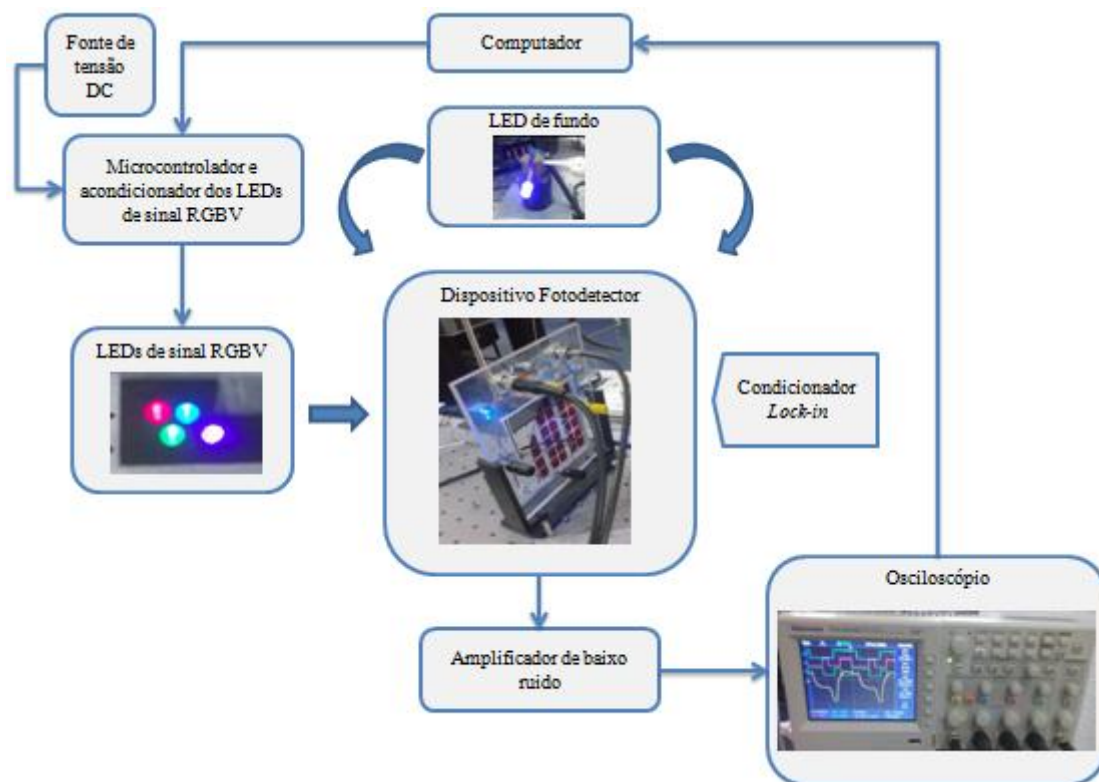 Fonte de
tensão
DC
Computador
LED de fundo
Microcontrolador e
acondicionador dos LEDs
de sinal RGBV
Dispositivo Fotodetector
LEDs de sinal RGBV
Condicionador
Lock-in
Osciloscópio
Amplificador de baixo
ruido